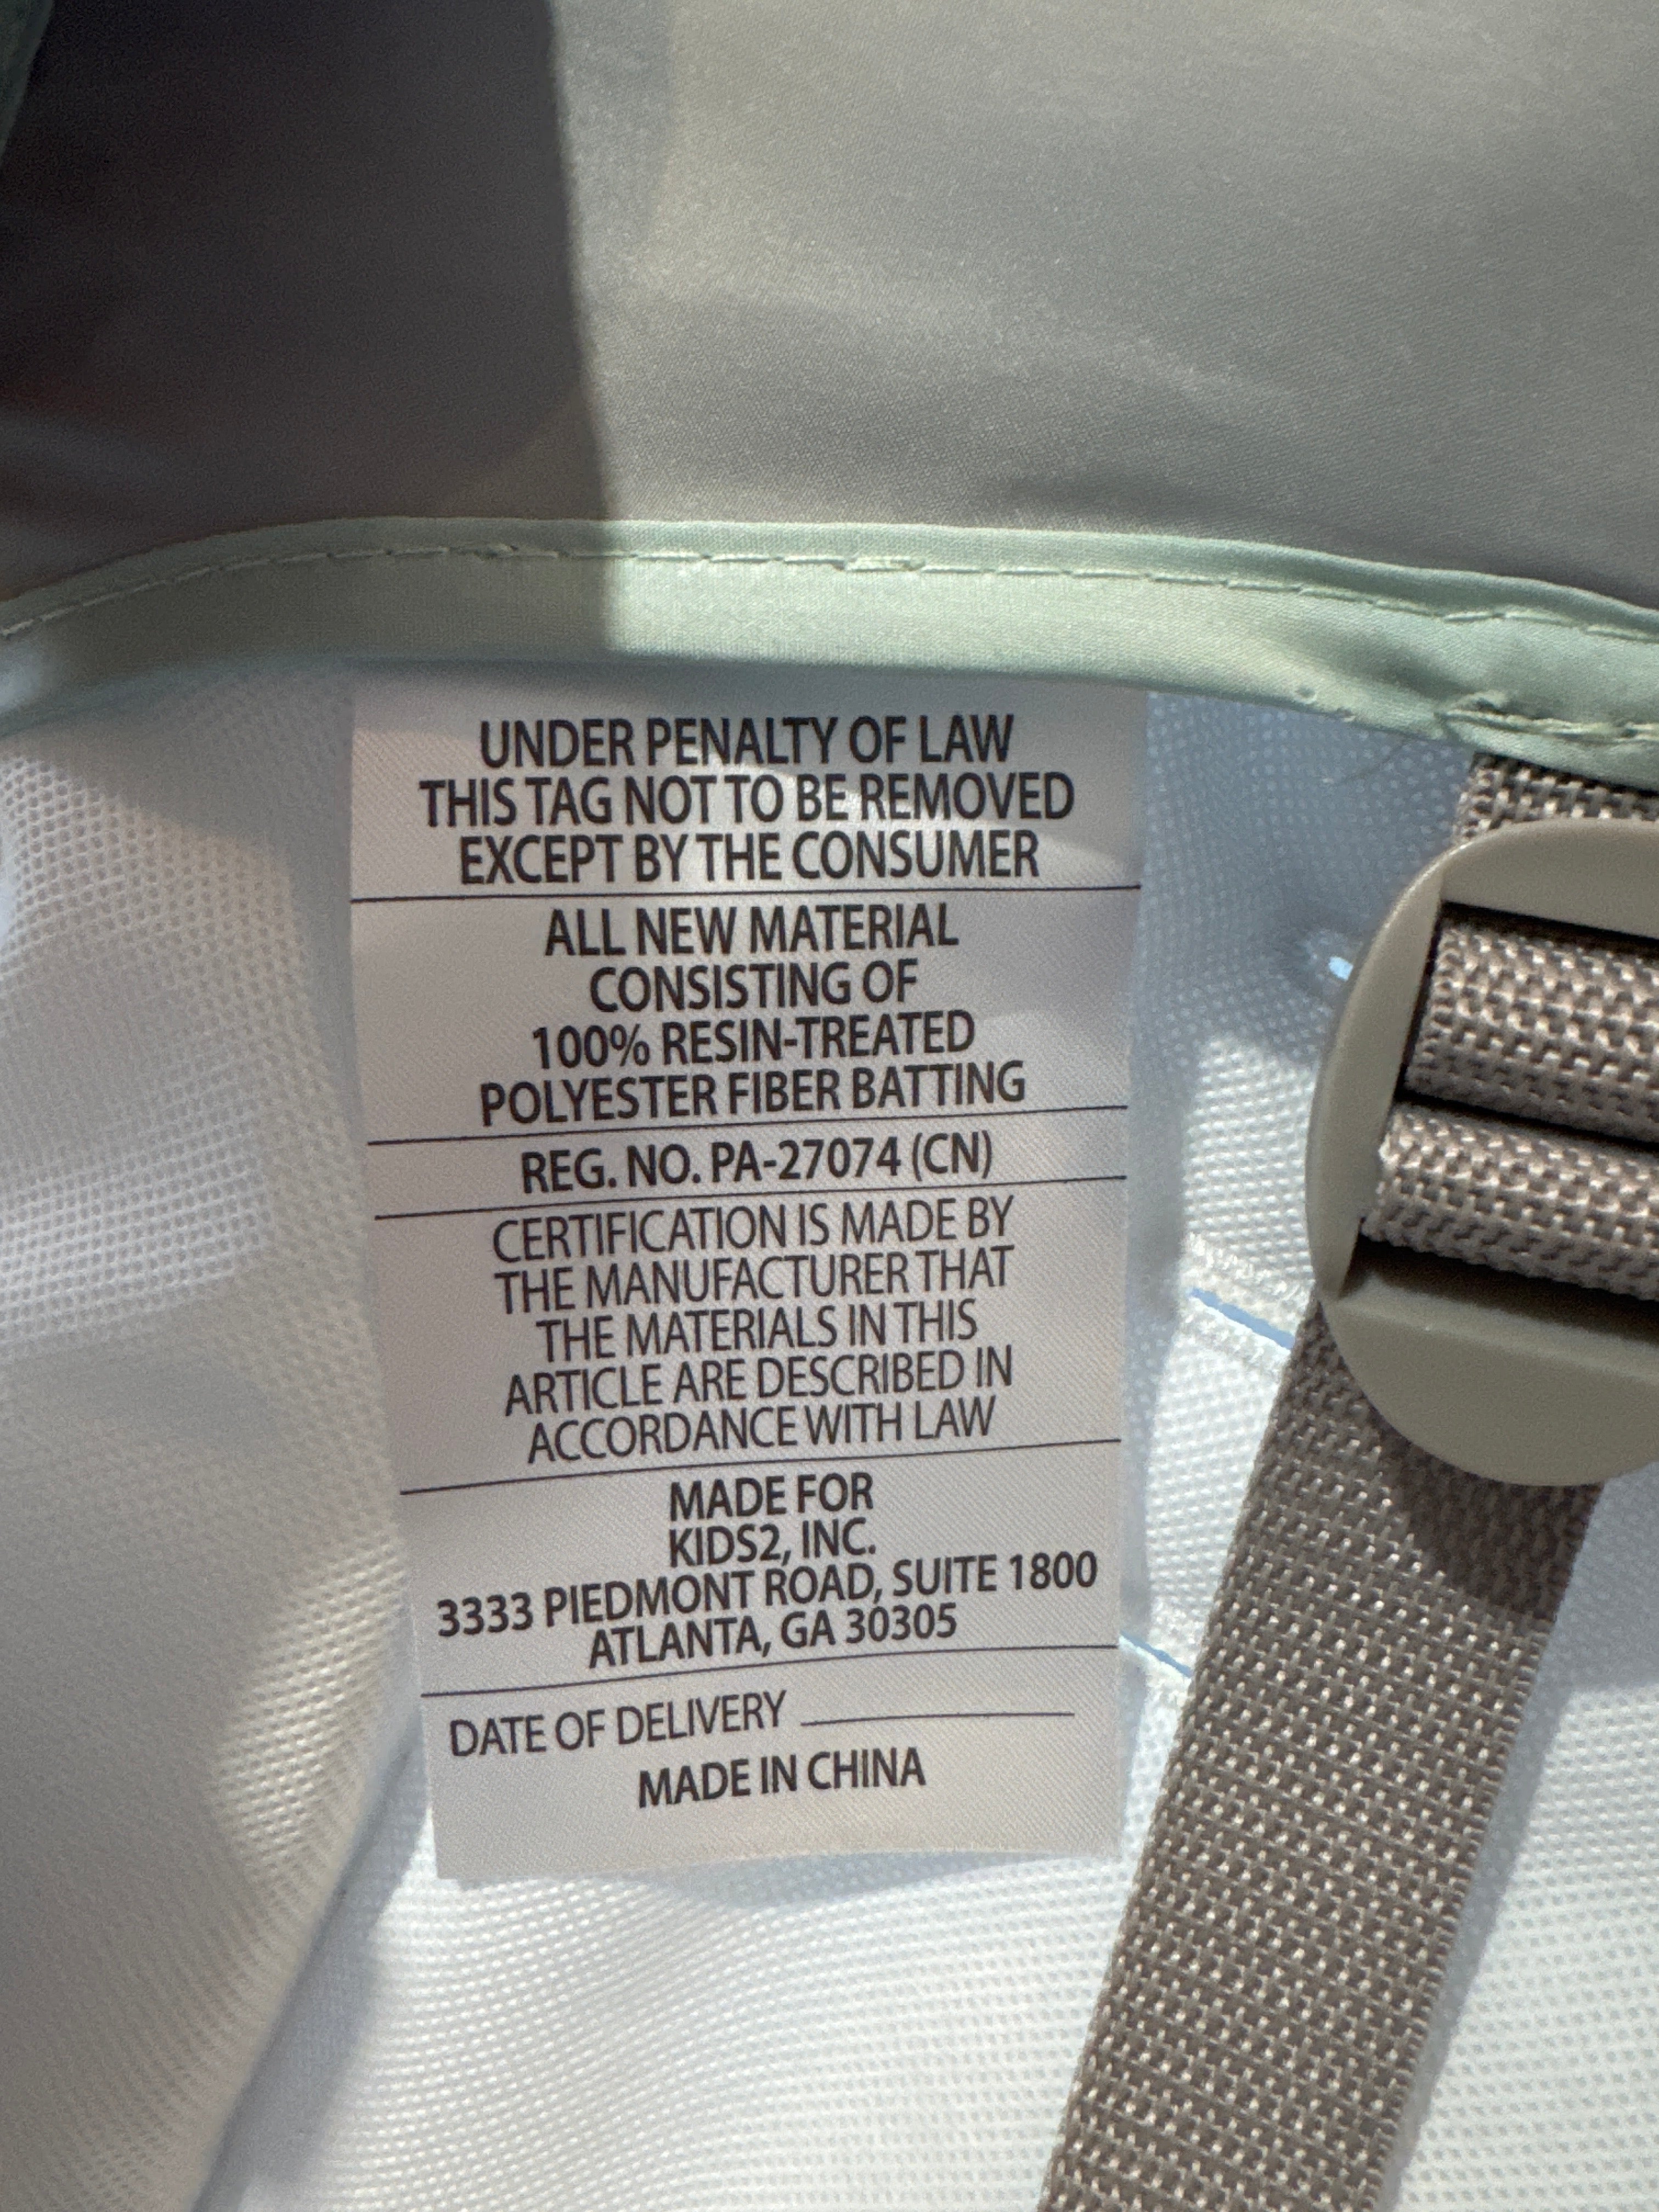 UNDER PENALTY OF LAW
THIS TAG NOT TO BE REMOVED
EXCEPT BY THE CONSUMER
ALL NEW MATERIAL
CONSISTING OF
100% RESIN-TREATED
POLYESTER FIBER BATTING
REG. NO. PA-27074 (CN)
CERTIFICATION IS MADE BY
THE MANUFACTURER THAT
THE MATERIALS IN THIS
ARTICLE ARE DESCRIBED IN
ACCORDANCE WITH LAW
MADE FOR
KIDS2, INC.
3333 PIEDMONT ROAD, SUITE 1800
ATLANTA, GA 30305
DATE OF DELIVERY
MADE IN CHINA